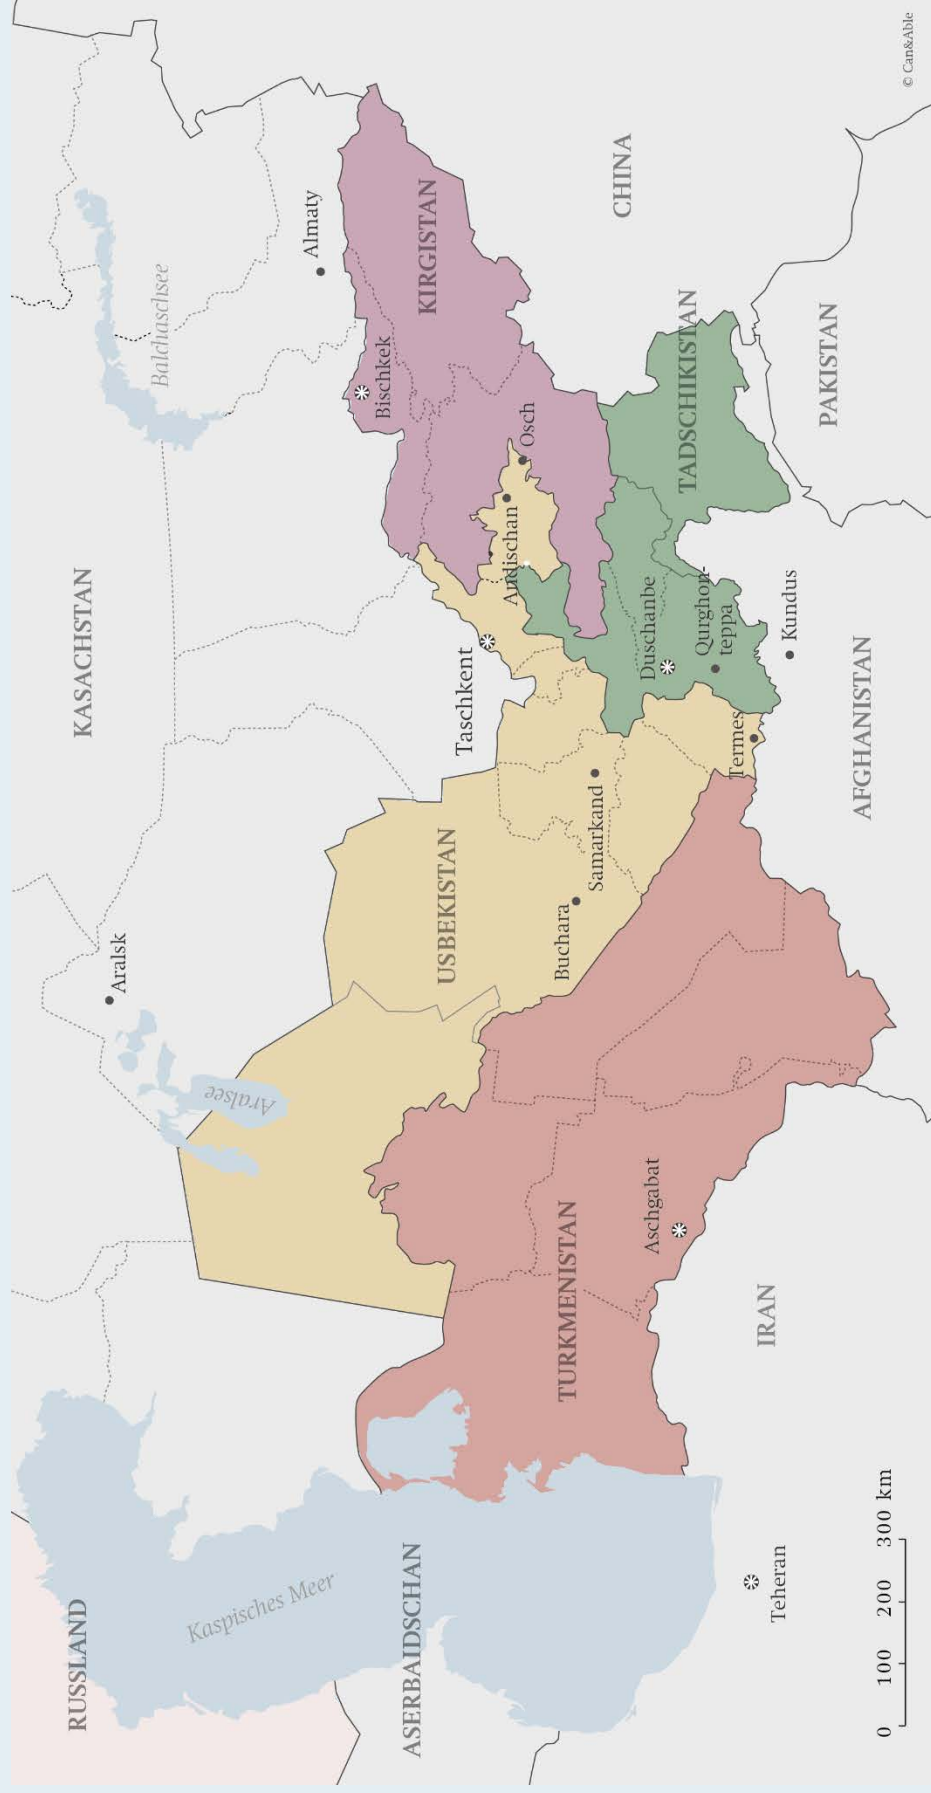 RUSSLAND
KASACHSTAN
Aralsk
Balchaschsee
Almaty
Aralsee
Kaspisches Meer
ASERBAIDSCHAN
USBEKISTAN
Taschkent
Bischkek
KIRGISTAN
Andischan
Osch
Buchara
Samarkand
TURKMENISTAN
Aschgabat
Duschanbe
Qurghon-
teppa
TADSCHIKISTAN
CHINA
Termes
Kundus
Teheran
IRAN
AFGHANISTAN
PAKISTAN
0 100 200 300 km
© Can&Able